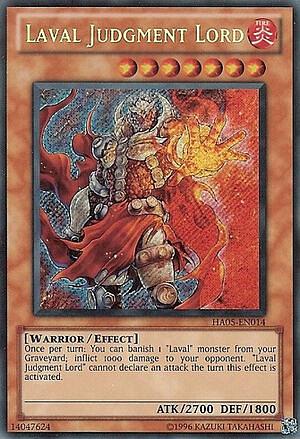 LAVAL JUDGMENT LORD
FIRE
炎
HA05-EN014
[WARRIOR/EFFECT]
Once per turn: You can banish 1 "Laval" monster from
your Graveyard; inflict 1000 damage to your opponent. "Laval
Judgment Lord" cannot declare an attack the turn this effect
is activated.
ATK/2700 DEF/1800
14047624
©1996 KAZUKI TAKAHASHI